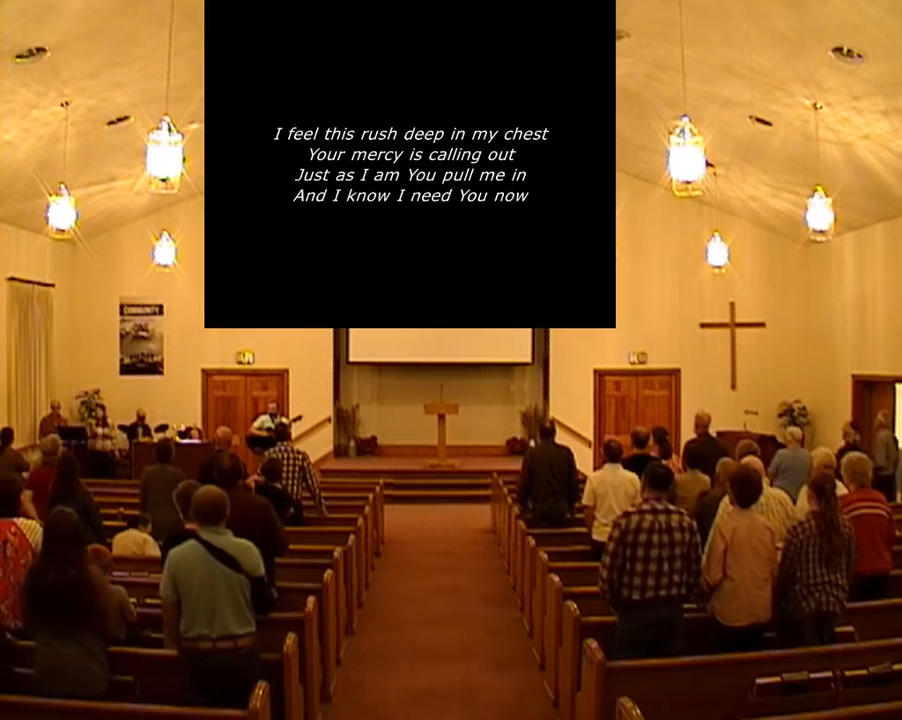 I feel this rush deep in my chest
Your mercy is calling out
Just as I am You pull me in
And I know I need You now
COMMUNITY